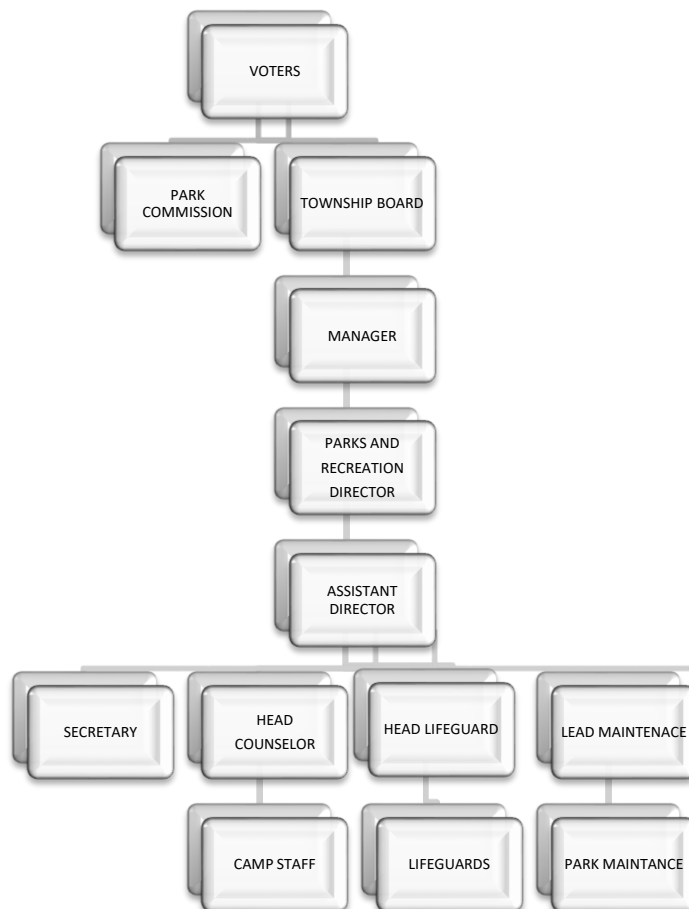 VOTERS
PARK
COMMISSION
TOWNSHIP BOARD
MANAGER
PARKS AND
RECREATION
DIRECTOR
ASSISTANT
DIRECTOR
SECRETARY
HEAD
COUNSELOR
HEAD LIFEGUARD
LEAD MAINTENACE
CAMP STAFF
LIFEGUARDS
PARK MAINTANCE